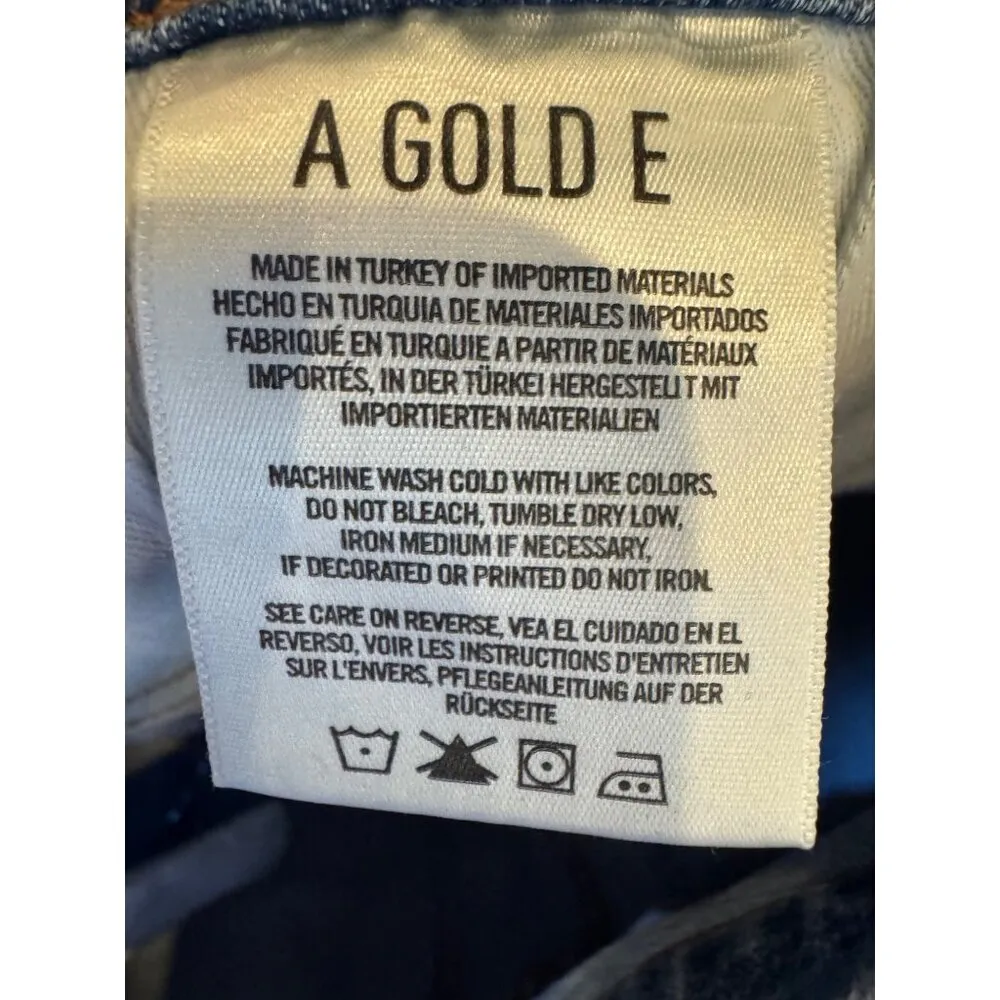 A GOLD E
MADE IN TURKEY OF IMPORTED MATERIALS
HECHO EN TURQUIA DE MATERIALES IMPORTADOS
FABRIQUÉ EN TURQUIE A PARTIR DE MATÉRIAUX
IMPORTÉS, IN DER TÜRKEI HERGESTELLT MIT
IMPORTIERTEN MATERIALIEN
MACHINE WASH COLD WITH LIKE COLORS,
DO NOT BLEACH, TUMBLE DRY LOW,
IRON MEDIUM IF NECESSARY,
IF DECORATED OR PRINTED DO NOT IRON.
SEE CARE ON REVERSE, VEA EL CUIDADO EN EL
REVERSO, VOIR LES INSTRUCTIONS D'ENTRETIEN
SUR L'ENVERS, PFLEGEANLEITUNG AUF DER
RÜCKSEITE